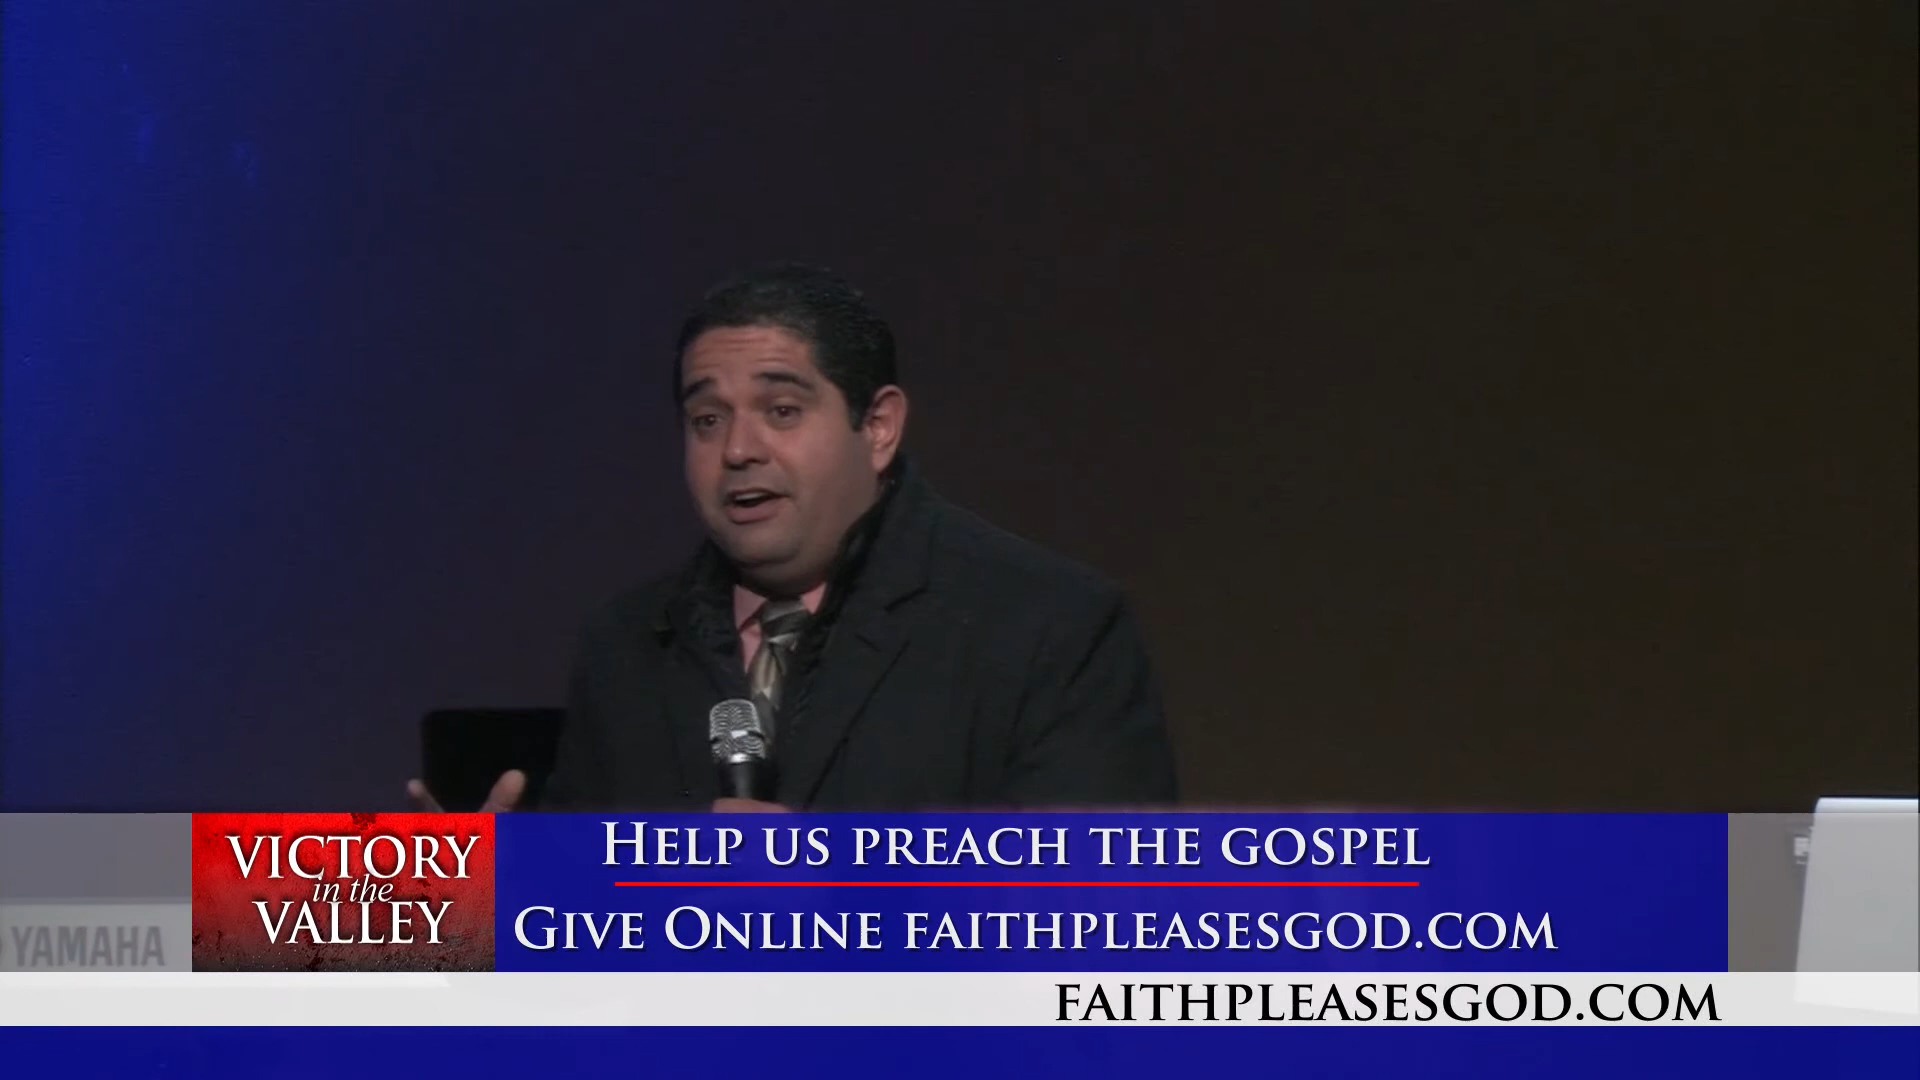 VICTORY
in the
VALLEY
HELP US PREACH THE GOSPEL
GIVE ONLINE FAITHPLEASESGOD.COM
YAMAHA
FAITHPLEASESGOD.COM